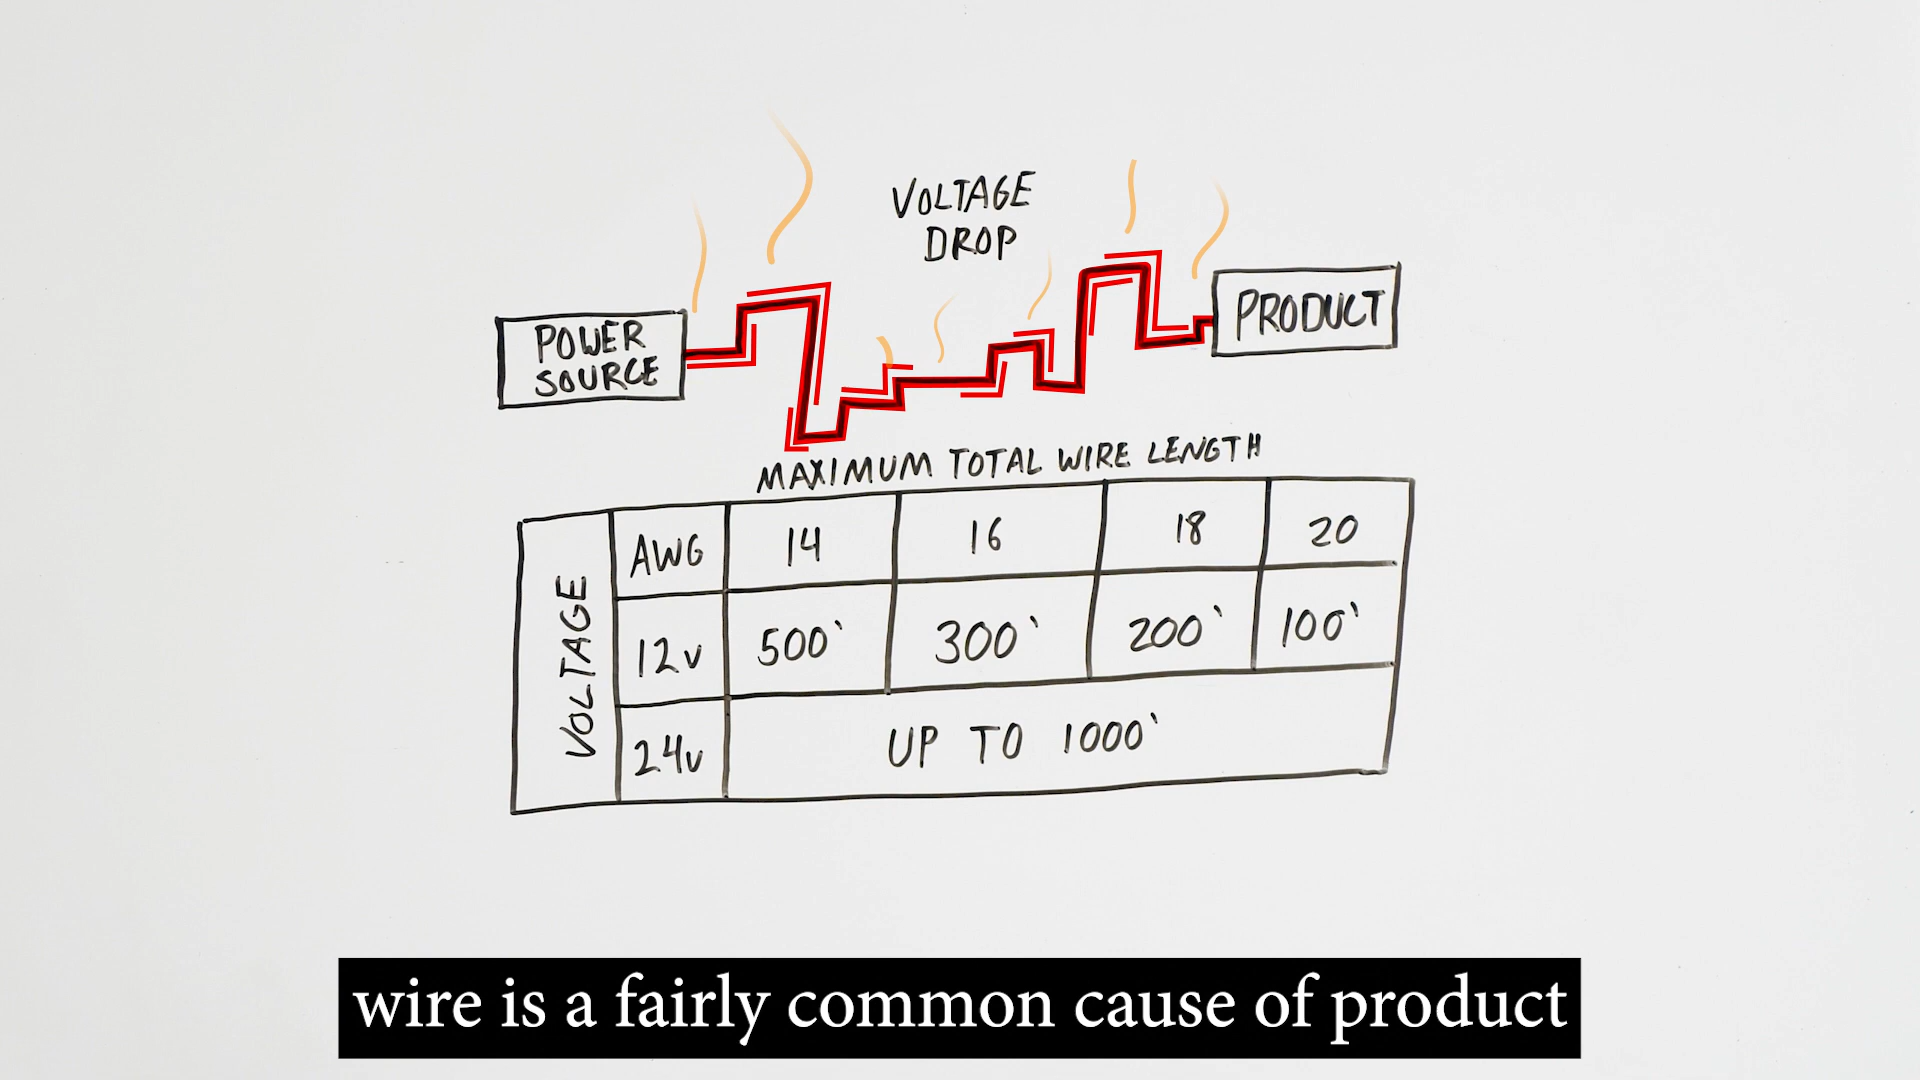 VOLTAGE
DROP
POWER
SOURCE
PRODUCT
MAXIMUM TOTAL WIRE LENGTH
VOLTAGE
AWG 14 16 18 20
12v 500' 300' 200' 100'
24v UP TO 1000'
wire is a fairly common cause of product